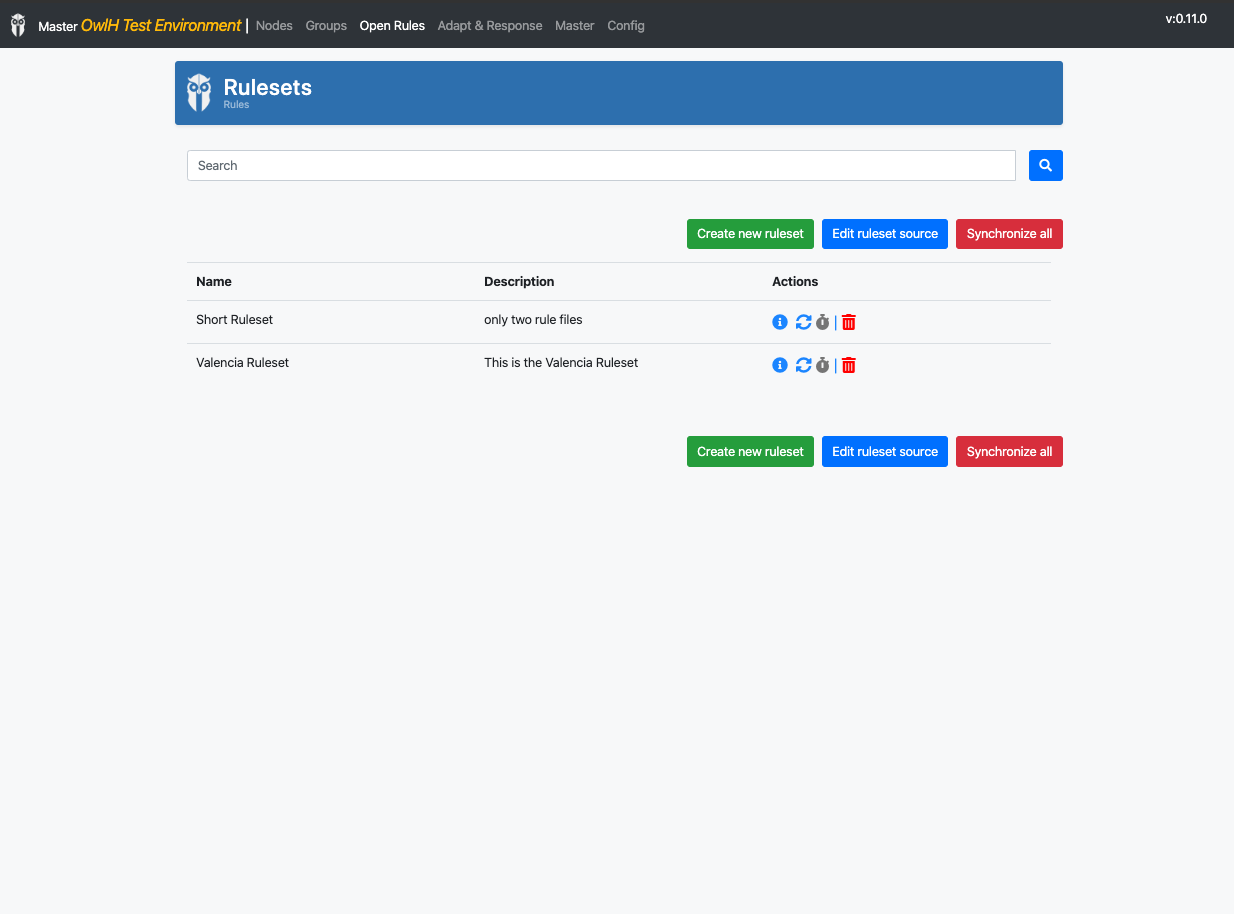 Master OwlH Test Environment | Nodes Groups Open Rules Adapt & Response Master Config v:0.11.0
Rulesets
Rules
Search
Create new ruleset Edit ruleset source Synchronize all
Name Description Actions
Short Ruleset only two rule files |
Valencia Ruleset This is the Valencia Ruleset |
Create new ruleset Edit ruleset source Synchronize all